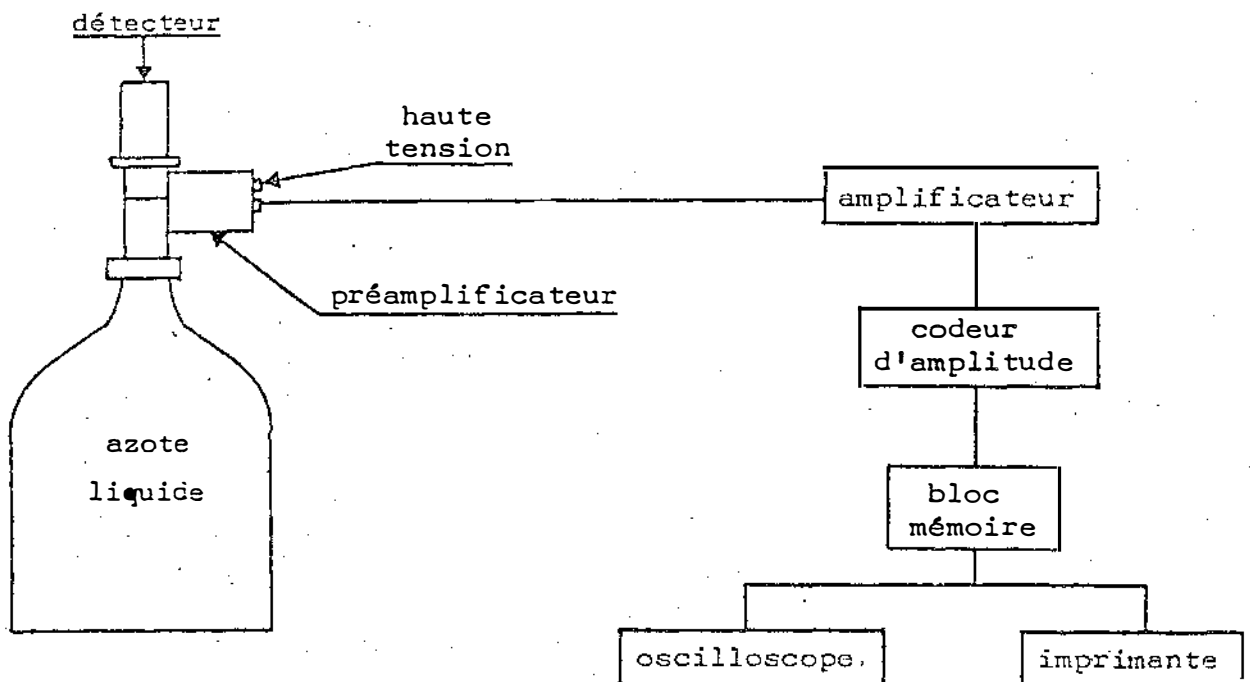 détecteur
haute
tension
amplificateur
préamplificateur
codeur
d'amplitude
azote
liquide
bloc
mémoire
oscilloscope.
imprimante